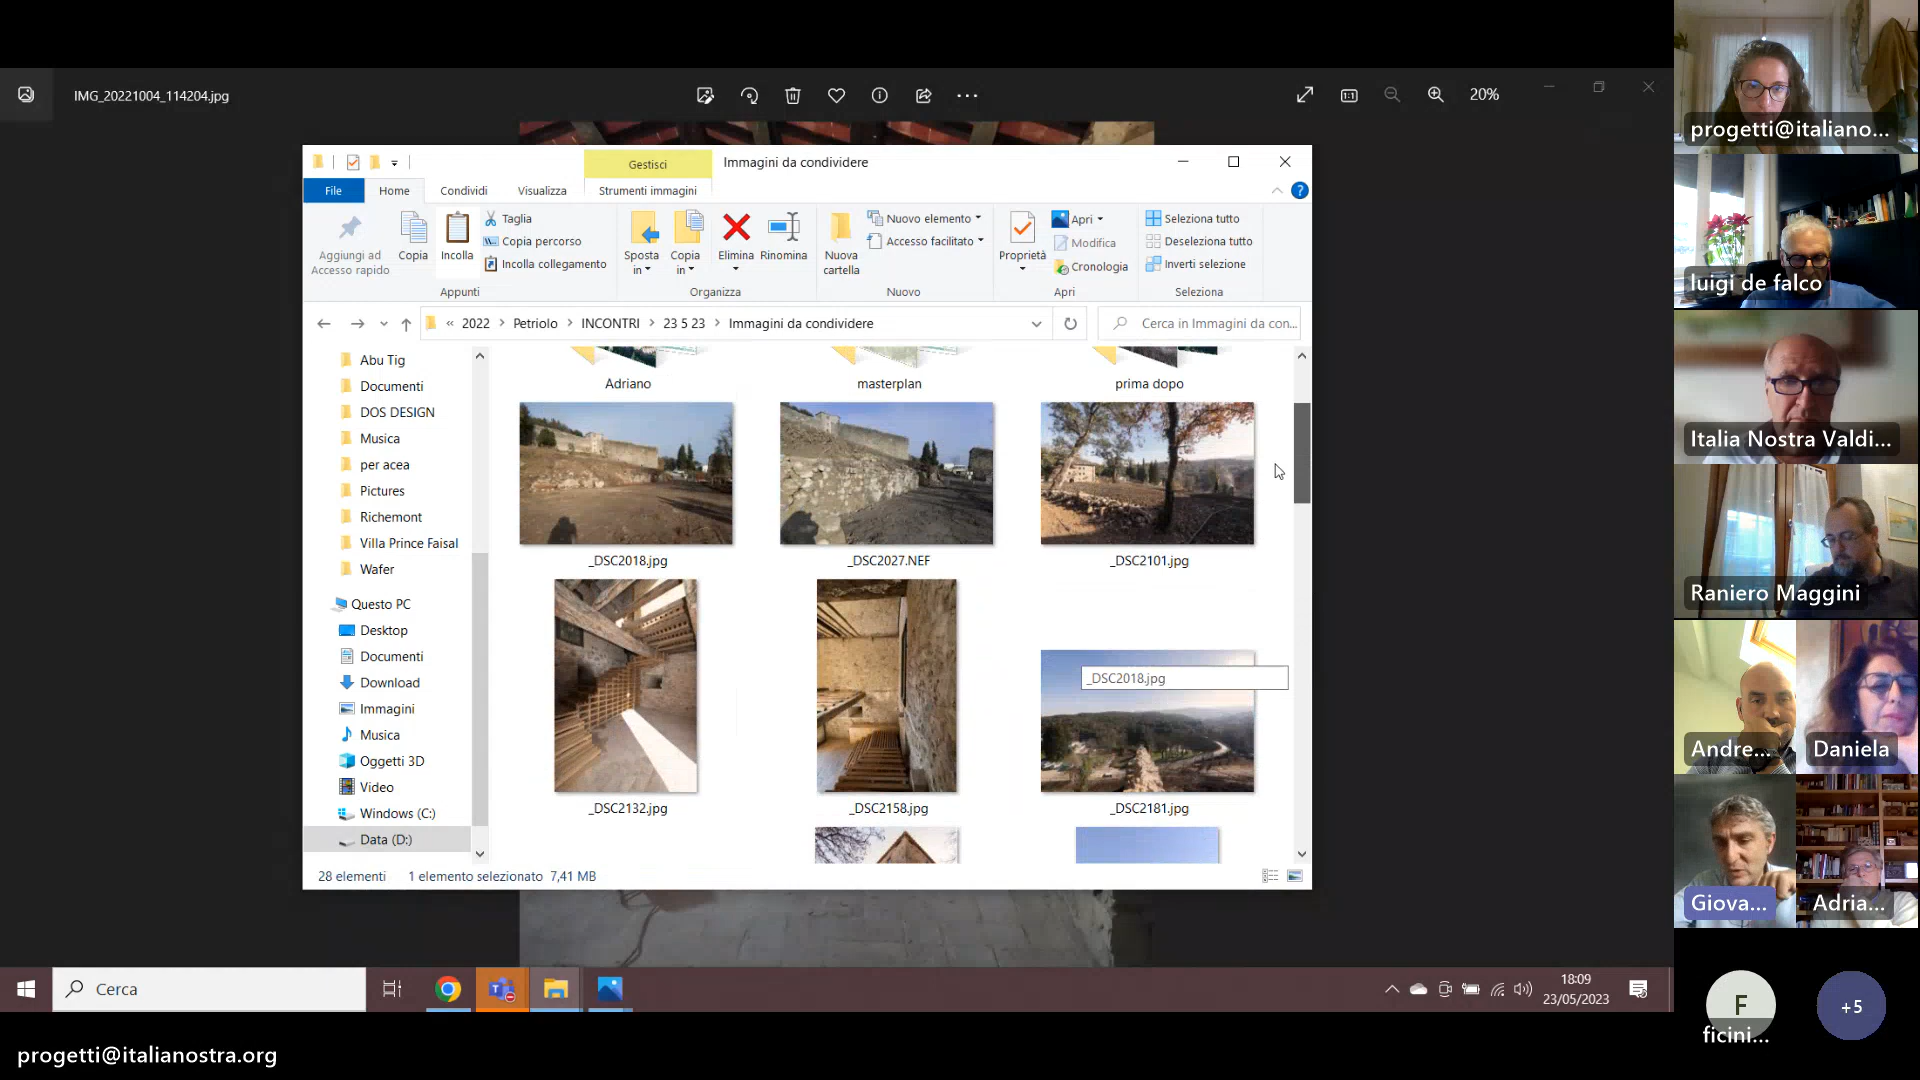 IMG_20221004_114204.jpg
20%
Gestisci
Immagini da condividere
File
Home
Condividi
Visualizza
Strumenti immagini
Aggiungi ad
Accesso rapido
Copia
Incolla
Taglia
Copia percorso
Incolla collegamento
Appunti
Sposta
in
Copia
in
Elimina
Rinomina
Organizza
Nuova
cartella
Nuovo elemento
Accesso facilitato
Nuovo
Proprietà
Apri
Modifica
Cronologia
Apri
Seleziona tutto
Deseleziona tutto
Inverti selezione
Seleziona
« 2022 > Petriolo > INCONTRI > 23 5 23 > Immagini da condividere
Cerca in Immagini da con...
Abu Tig
Documenti
DOS DESIGN
Musica
per acea
Pictures
Richemont
Villa Prince Faisal
Wafer
Questo PC
Desktop
Documenti
Download
Immagini
Musica
Oggetti 3D
Video
Windows (C:)
Data (D:)
Adriano
masterplan
prima dopo
_DSC2018.jpg
_DSC2027.NEF
_DSC2101.jpg
_DSC2018.jpg
_DSC2132.jpg
_DSC2158.jpg
_DSC2181.jpg
28 elementi
1 elemento selezionato 7,41 MB
Cerca
18:09
23/05/2023
progetti@italianostra.org
progetti@italiano...
luigi de falco
Italia Nostra Valdi...
Raniero Maggini
Andre...
Daniela
Giova...
Adria...
F
ficini...
+5